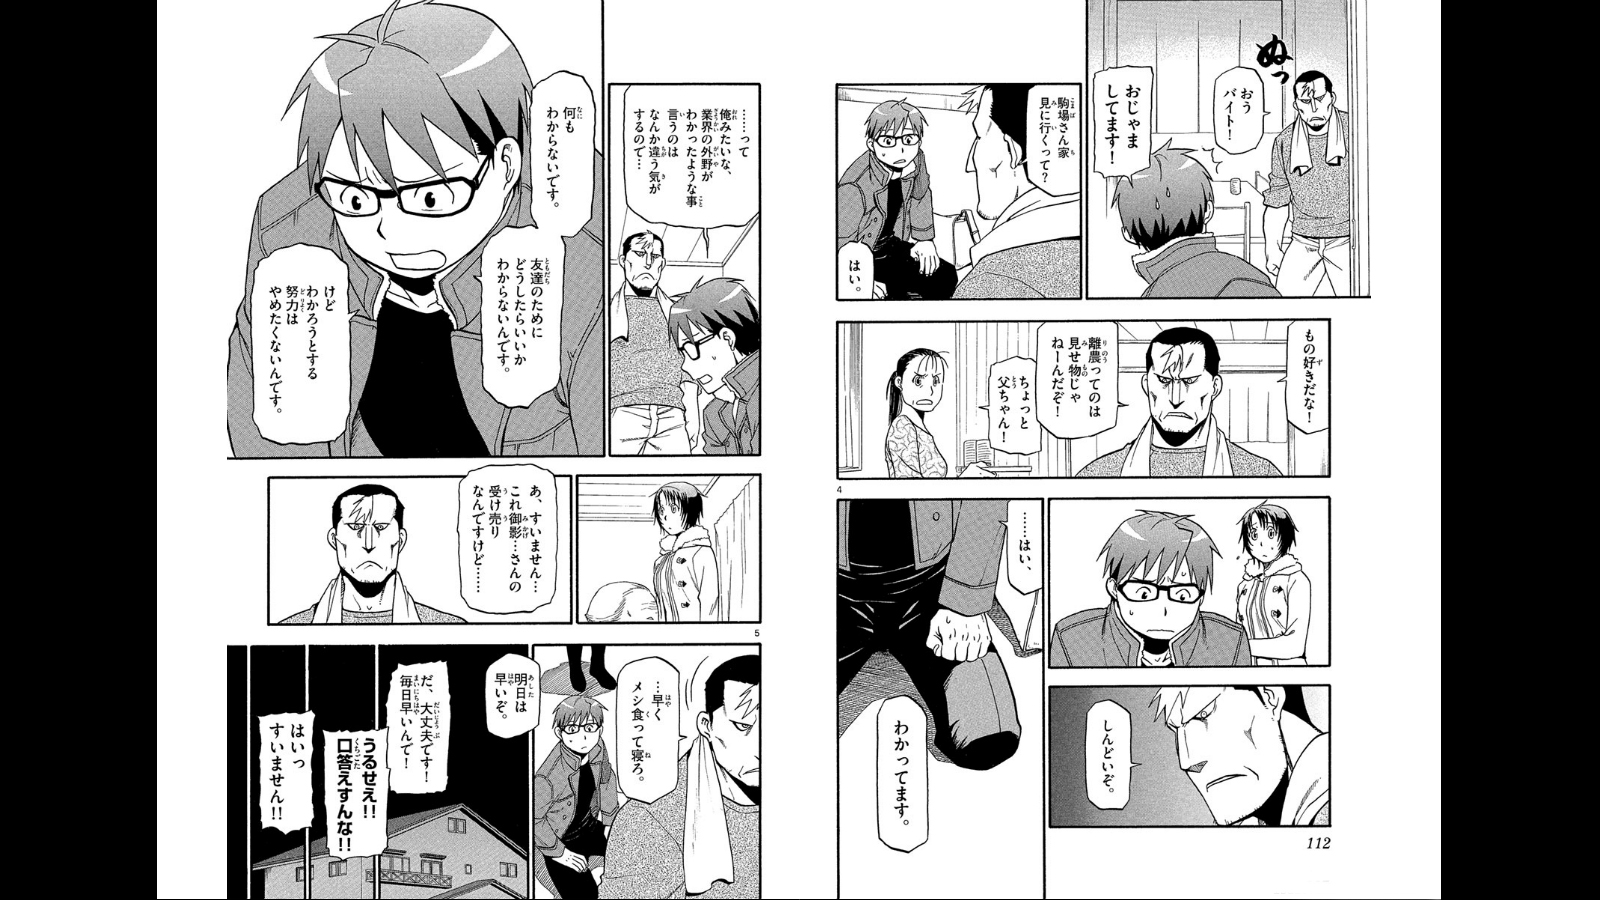 ぬっ
おう
バイト!
おじゃま
してます!
駒場さん家
見に行くって?
はい。
もの好きだな!
離農ってのは
見せ物じゃ
ねーんだぞ!
ちょっと
父ちゃん!
4
しんどいぞ。
……はい、
わかってます。
112
……って
俺みたいな、
業界の外野が
わかったような事
言うのは
なんか違う気が
するので…
何も
わからないです。
友達のために
どうしたらいいか
わからないんです。
けど
わかろうとする
努力は
やめたくないんです。
あ、すいません…
これ御影…さんの
受け売り
なんですけど……
5
…早く
メシ食って寝ろ。
明日は
早いぞ。
だ、大丈夫です!
毎日早いんで!
うるせえ!!
口答えすんな!!
はいっ
すいません!!